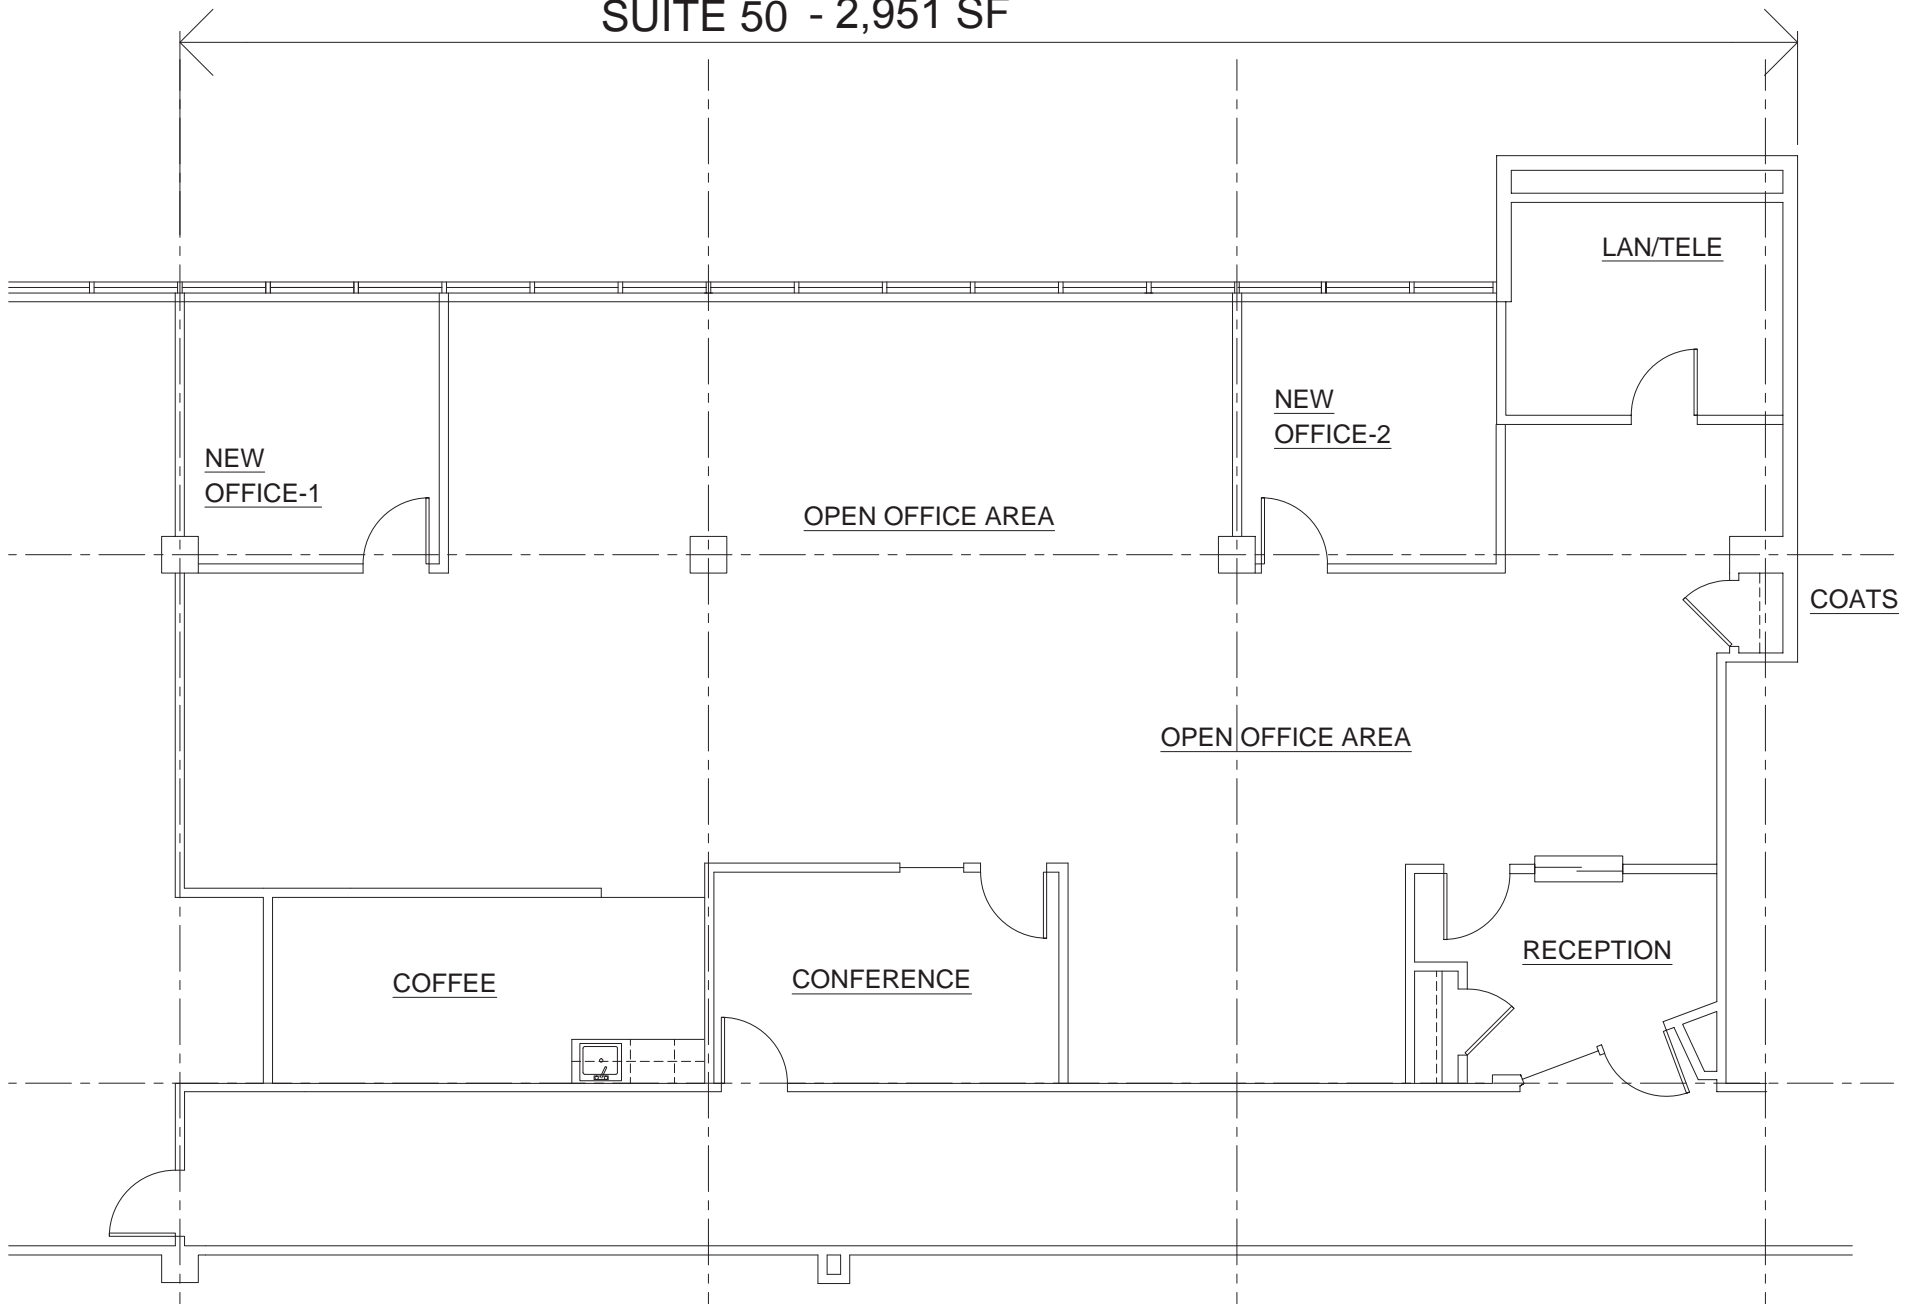 SUITE 50 - 2,951 SF
LAN/TELE
NEW
OFFICE-2
NEW
OFFICE-1
OPEN OFFICE AREA
COATS
OPEN OFFICE AREA
RECEPTION
CONFERENCE
COFFEE